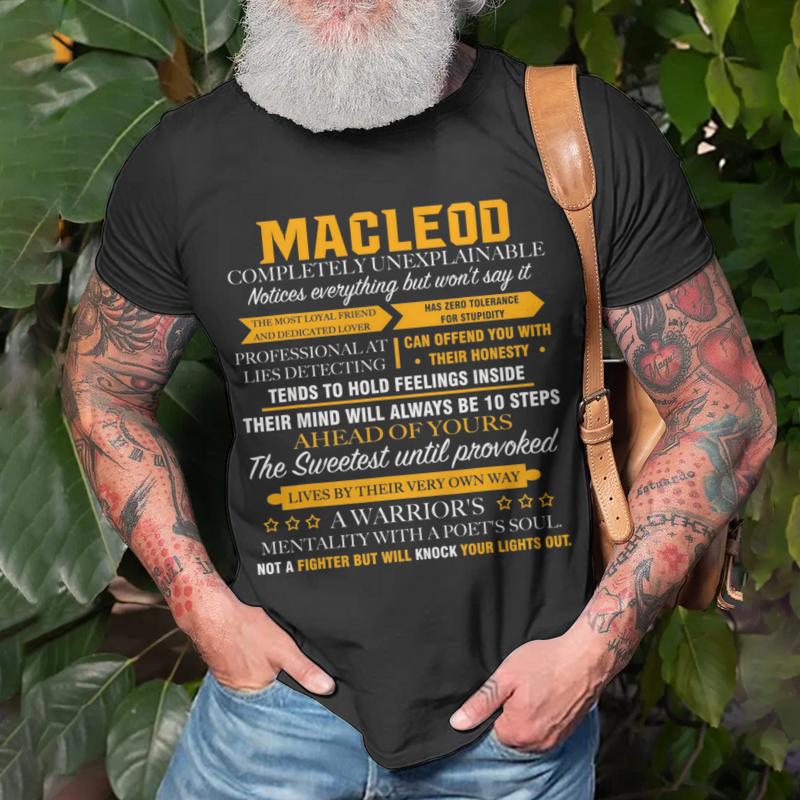 MACLEOD
COMPLETELY UNEXPLAINABLE
Notices everything but won't say it
THE MOST LOYAL FRIEND
AND DEDICATED LOVER
HAS ZERO TOLERANCE
FOR STUPIDITY
PROFESSIONAL AT
LIES DETECTING
CAN OFFEND YOU WITH
• THEIR HONESTY •
TENDS TO HOLD FEELINGS INSIDE
THEIR MIND WILL ALWAYS BE 10 STEPS
AHEAD OF YOURS
The Sweetest until provoked
LIVES BY THEIR VERY OWN WAY
A WARRIOR'S
MENTALITY WITH A POET'S SOUL.
NOT A FIGHTER BUT WILL KNOCK YOUR LIGHTS OUT.